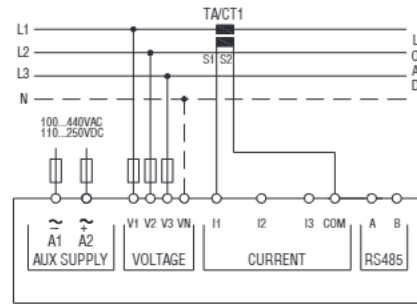 TA/CT1
L1
L2
S1 S2
L3
N
LOAD
100...440VAC
110...250VDC
V1 V2 V3 VN I1 I2 I3 COM A B
A1 A2
AUX SUPPLY VOLTAGE CURRENT RS485